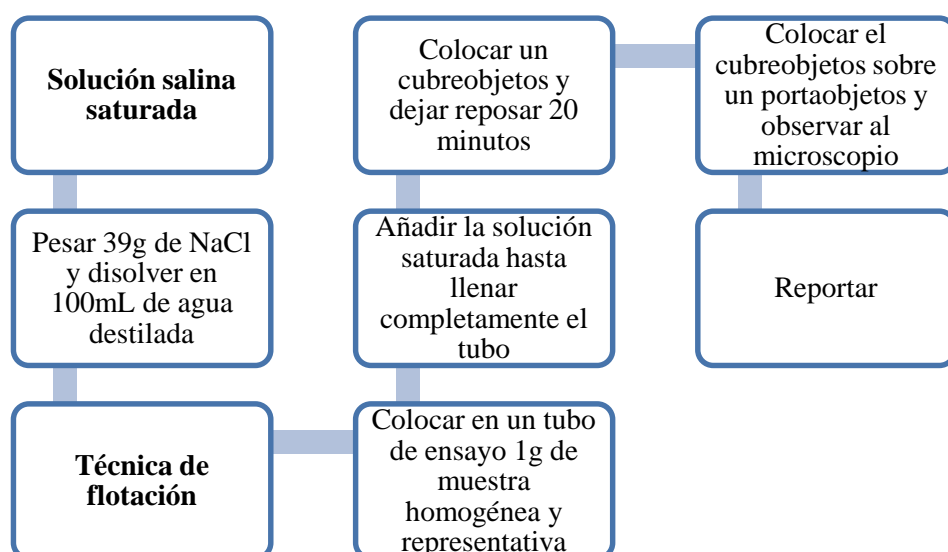 Solución salina
saturada
Pesar 39g de NaCl
y disolver en
100mL de agua
destilada
Técnica de
flotación
Colocar en un tubo
de ensayo 1g de
muestra
homogénea y
representativa
Añadir la solución
saturada hasta
llenar
completamente el
tubo
Colocar un
cubreobjetos y
dejar reposar 20
minutos
Colocar el
cubreobjetos sobre
un portaobjetos y
observar al
microscopio
Reportar